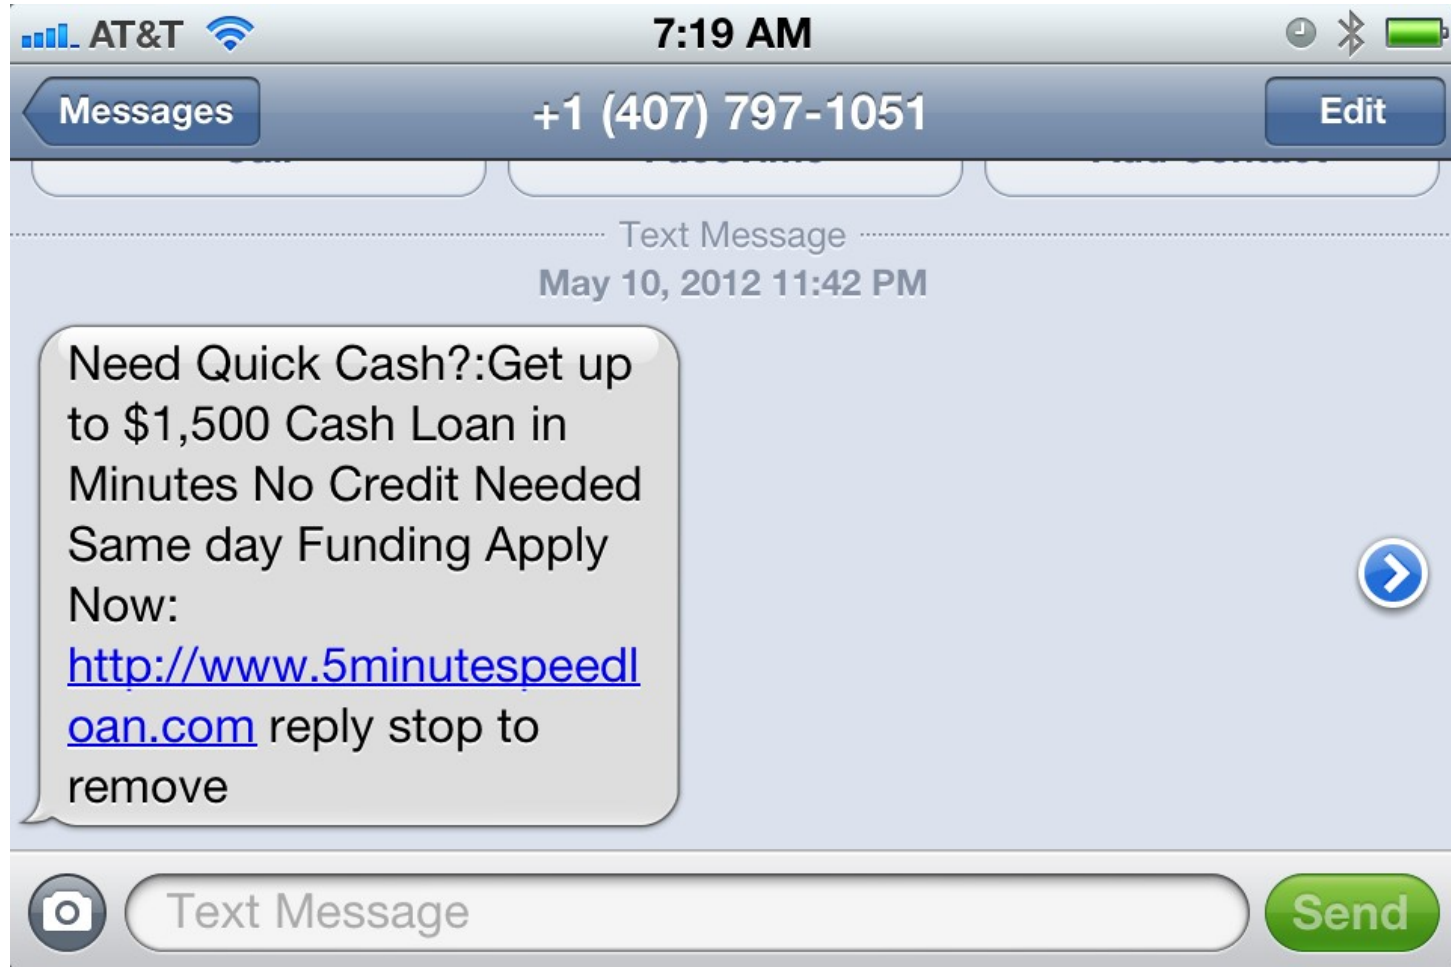 AT&T 7:19 AM
Messages +1 (407) 797-1051 Edit
Text Message
May 10, 2012 11:42 PM
Need Quick Cash?:Get up
to $1,500 Cash Loan in
Minutes No Credit Needed
Same day Funding Apply
Now:
http://www.5minutespeedl
oan.com reply stop to
remove
Text Message Send